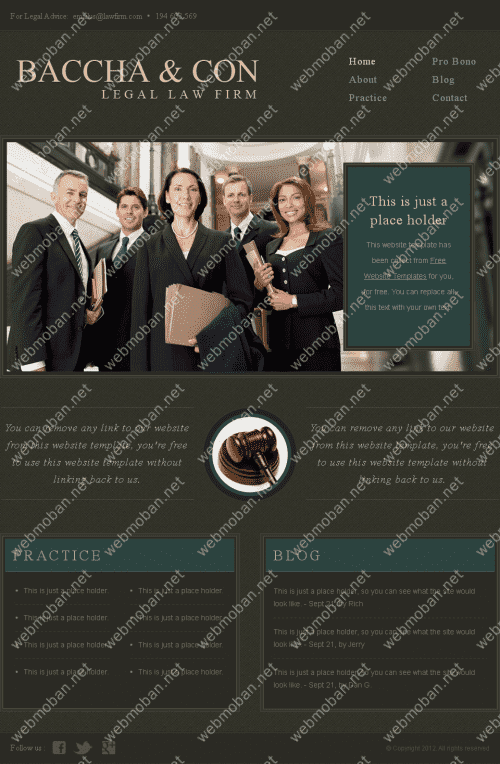 For Legal Advice
194 635 569
BACCHA & CON
LEGAL LAW FIRM
Home
Pro Bono
About
Blog
Practice
Contact
This is just a
place holder
This website template has
been from Free
Website Templates for you,
for free. You can replace all
this text with your own text.
You can remove any link to our website
from this website template, you're free
to use this website template without
linking back to us.
You can remove any link to our website
from this website template, you're free
to use this website template without
linking back to us.
PRACTICE
This is just a place holder.
This is just a place holder.
This is just a place holder.
This is just a place holder.
This is just a place holder.
This is just a place holder.
This is just a place holder.
This is just a place holder.
BLOG
This is just a place holder, so you can see what the site would
look like. - Sept 21, by Rich
This is just a place holder, so you can see what the site would
look like. - Sept 21, by Jerry
This is just a place holder, so you can see what the site would
look like. - Sept 21, by Dan G.
Follow us :
© Copyright 2012. All rights reserved
webmoban.net